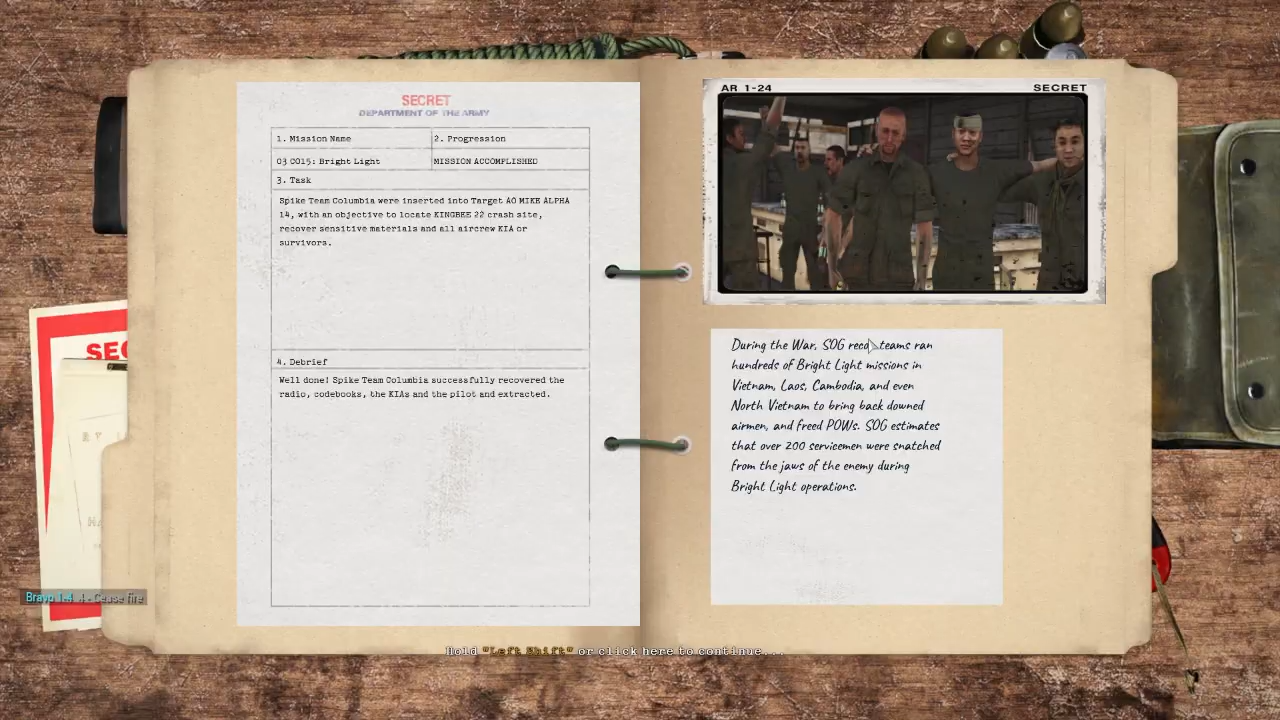 SECRET
DEPARTMENT OF THE ARMY
1. Mission Name
2. Progression
03 CO15: Bright Light
MISSION ACCOMPLISHED
3. Task
Spike Team Columbia were inserted into Target AO MIKE ALPHA
14, with an objective to locate KINGBEE 22 crash site,
recover sensitive materials and all aircrew KIA or
survivors.
4. Debrief
Well done! Spike Team Columbia successfully recovered the
radio, codebooks, the KIAs and the pilot and extracted.
AR 1-24
SECRET
During the War, SOG recon teams ran
hundreds of Bright Light missions in
Vietnam, Laos, Cambodia, and even
North Vietnam to bring back downed
airmen, and freed POWs. SOG estimates
that over 200 servicemen were snatched
from the jaws of the enemy during
Bright Light operations.
SEC
Bravo 1-4 4 - Cease fire
Hold "Left Shift" or click here to continue...